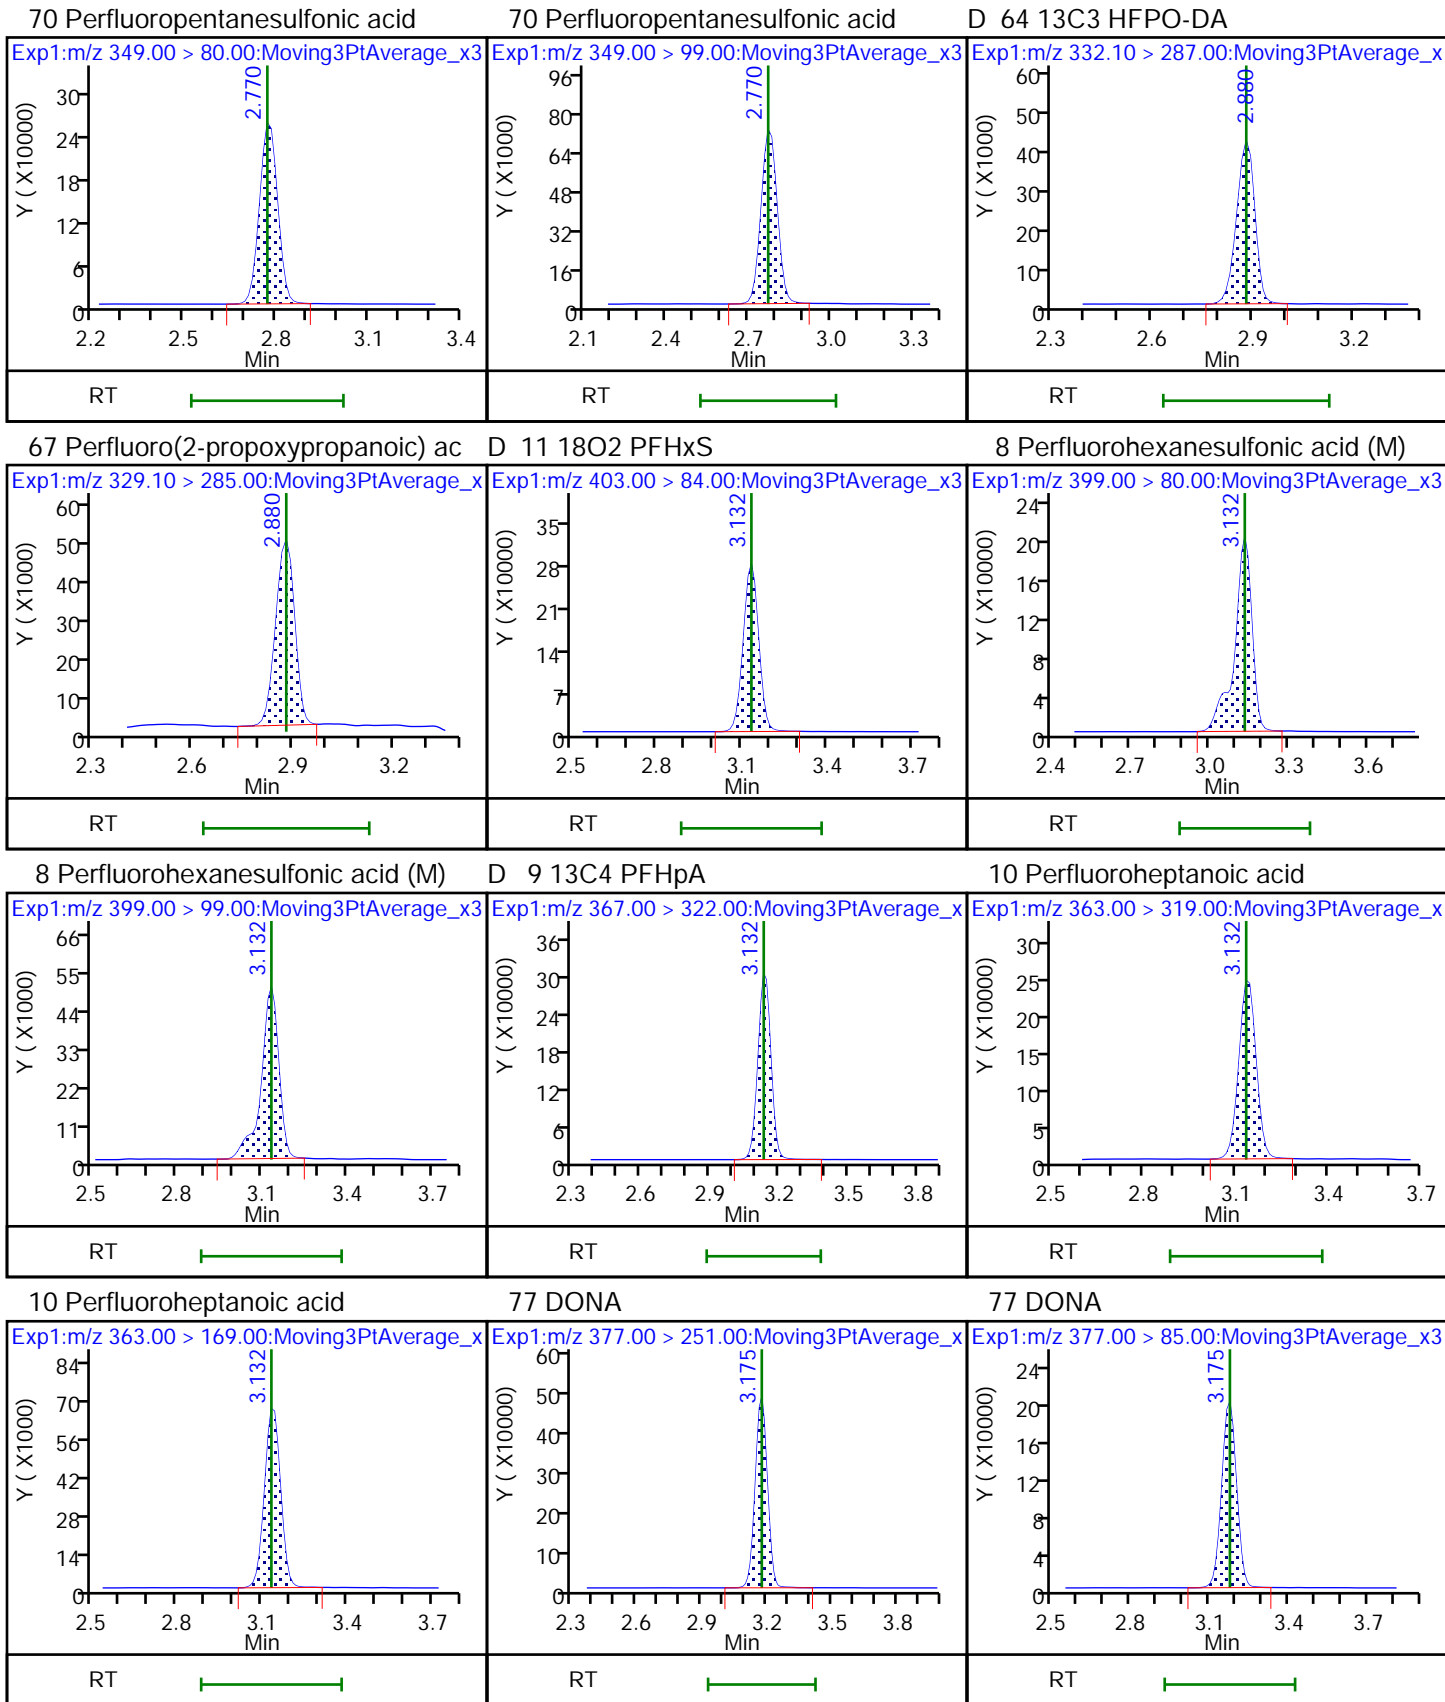 70 Perfluoropentanesulfonic acid
Exp1:m/z 349.00 > 80.00:Moving3PtAverage_x3
2.770
Y ( X10000)
30
24
18
12
6
0
2.2 2.5 2.8 3.1 3.4
Min
RT
70 Perfluoropentanesulfonic acid
Exp1:m/z 349.00 > 99.00:Moving3PtAverage_x3
2.770
Y ( X1000)
96
80
64
48
32
16
0
2.1 2.4 2.7 3.0 3.3
Min
RT
D 64 13C3 HFPO-DA
Exp1:m/z 332.10 > 287.00:Moving3PtAverage_x
2.880
Y ( X10000)
60
50
40
30
20
10
0
2.3 2.6 2.9 3.2
Min
RT
67 Perfluoro(2-propoxypropanoic) ac
Exp1:m/z 329.10 > 285.00:Moving3PtAverage_x
2.880
Y ( X1000)
60
50
40
30
20
10
0
2.3 2.6 2.9 3.2
Min
RT
D 11 18O2 PFHxS
Exp1:m/z 403.00 > 84.00:Moving3PtAverage_x3
3.132
Y ( X10000)
35
28
21
14
7
0
2.5 2.8 3.1 3.4 3.7
Min
RT
8 Perfluorohexanesulfonic acid (M)
Exp1:m/z 399.00 > 80.00:Moving3PtAverage_x3
3.132
Y ( X10000)
24
20
16
12
8
4
0
2.4 2.7 3.0 3.3 3.6
Min
RT
8 Perfluorohexanesulfonic acid (M)
Exp1:m/z 399.00 > 99.00:Moving3PtAverage_x3
3.132
Y ( X1000)
66
55
44
33
22
11
0
2.5 2.8 3.1 3.4 3.7
Min
RT
D 9 13C4 PFHpA
Exp1:m/z 367.00 > 322.00:Moving3PtAverage_x
3.132
Y ( X10000)
36
30
24
18
12
6
0
2.3 2.6 2.9 3.2 3.5 3.8
Min
RT
10 Perfluoroheptanoic acid
Exp1:m/z 363.00 > 319.00:Moving3PtAverage_x
3.132
Y ( X10000)
30
25
20
15
10
5
0
2.5 2.8 3.1 3.4 3.7
Min
RT
10 Perfluoroheptanoic acid
Exp1:m/z 363.00 > 169.00:Moving3PtAverage_x
3.132
Y ( X1000)
84
70
56
42
28
14
0
2.5 2.8 3.1 3.4 3.7
Min
RT
77 DONA
Exp1:m/z 377.00 > 251.00:Moving3PtAverage_x
3.175
Y ( X10000)
60
50
40
30
20
10
0
2.3 2.6 2.9 3.2 3.5 3.8
Min
RT
77 DONA
Exp1:m/z 377.00 > 85.00:Moving3PtAverage_x3
3.175
Y ( X10000)
24
20
16
12
8
4
0
2.5 2.8 3.1 3.4 3.7
Min
RT